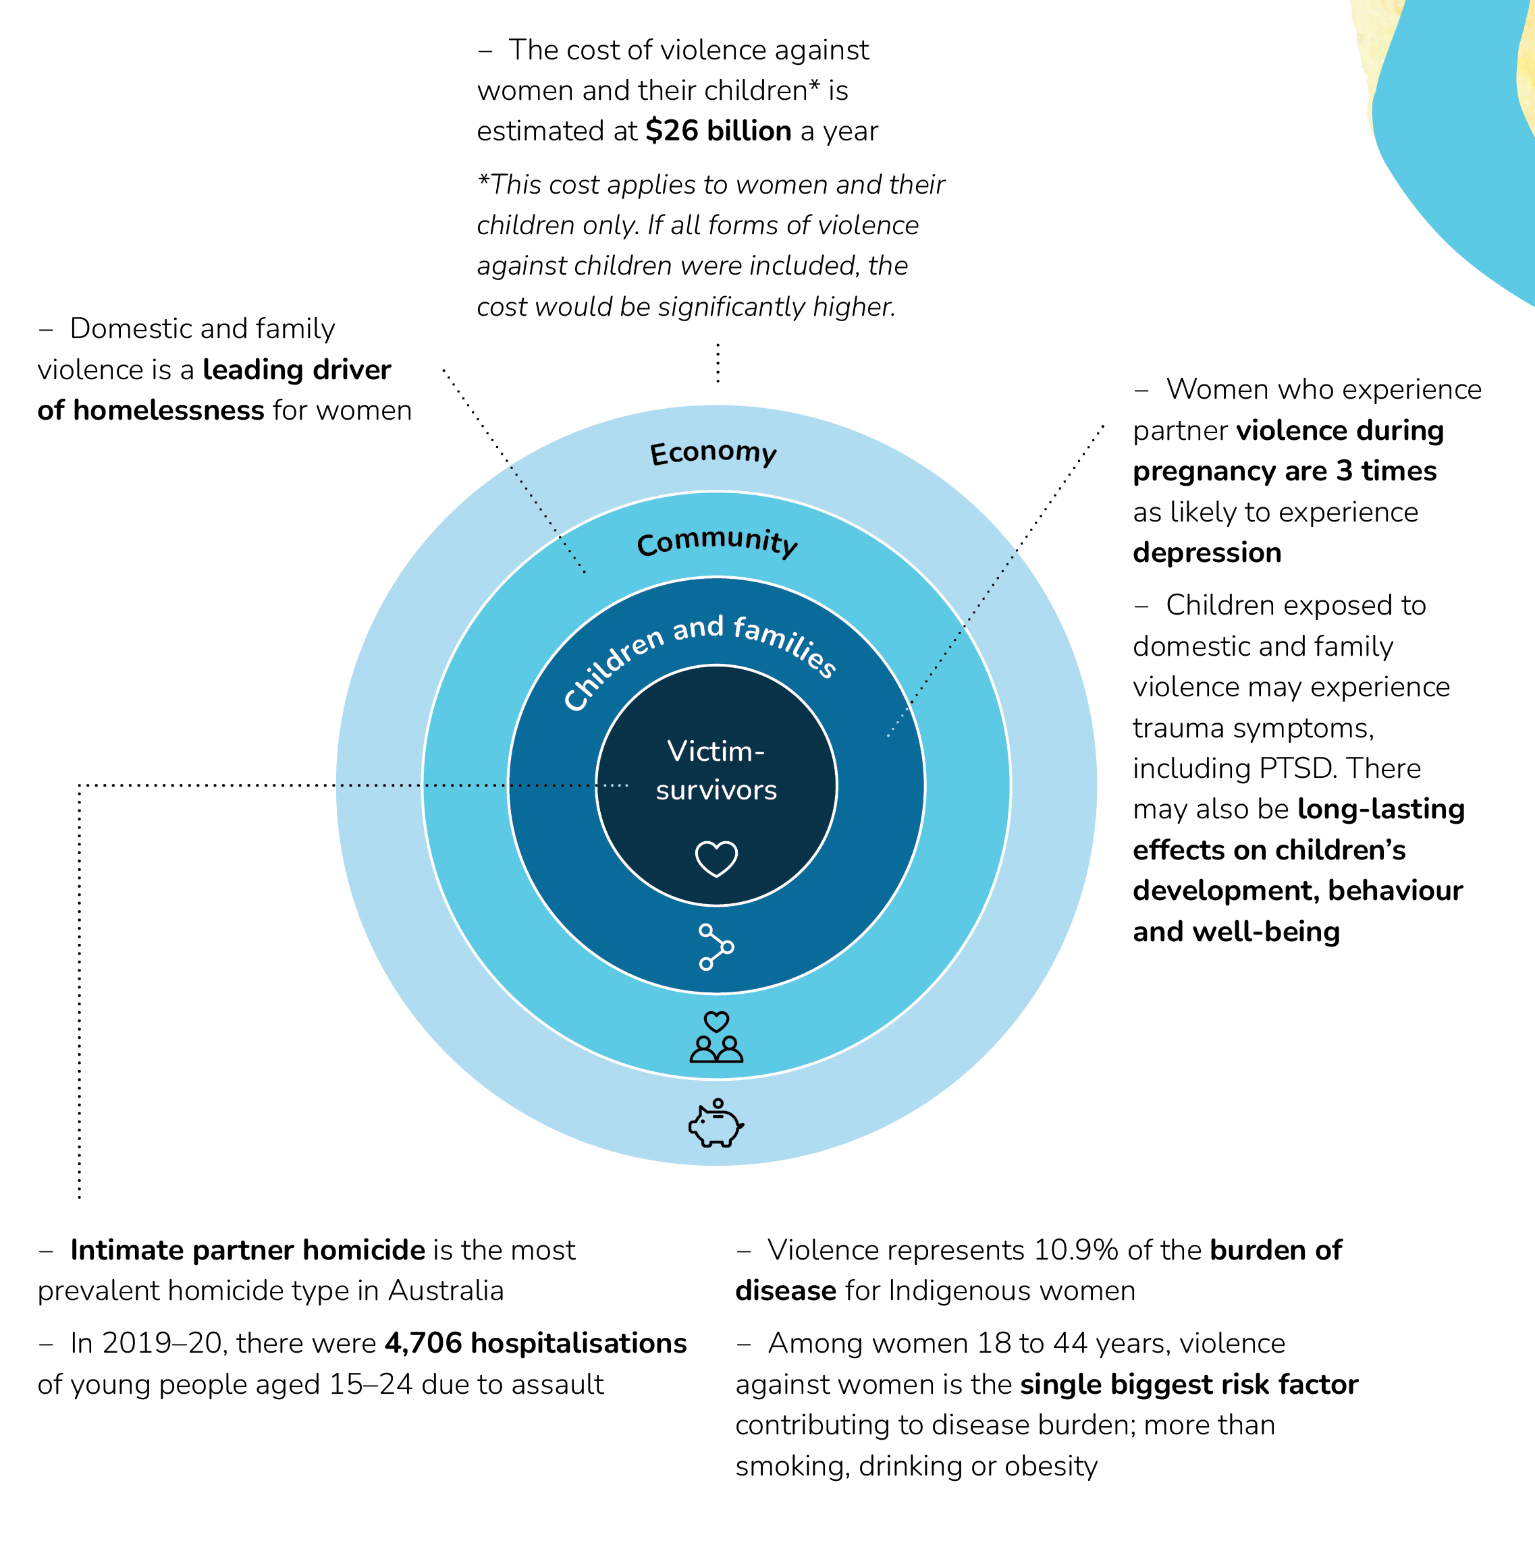 – The cost of violence against
women and their children* is
estimated at $26 billion a year
*This cost applies to women and their
children only. If all forms of violence
against children were included, the
cost would be significantly higher.
– Domestic and family
violence is a leading driver
of homelessness for women
– Women who experience
partner violence during
pregnancy are 3 times
as likely to experience
depression
– Children exposed to
domestic and family
violence may experience
trauma symptoms,
including PTSD. There
may also be long-lasting
effects on children’s
development, behaviour
and well-being
Economy
Community
Children and families
Victim-
survivors
– Intimate partner homicide is the most
prevalent homicide type in Australia
– In 2019–20, there were 4,706 hospitalisations
of young people aged 15–24 due to assault
– Violence represents 10.9% of the burden of
disease for Indigenous women
– Among women 18 to 44 years, violence
against women is the single biggest risk factor
contributing to disease burden; more than
smoking, drinking or obesity